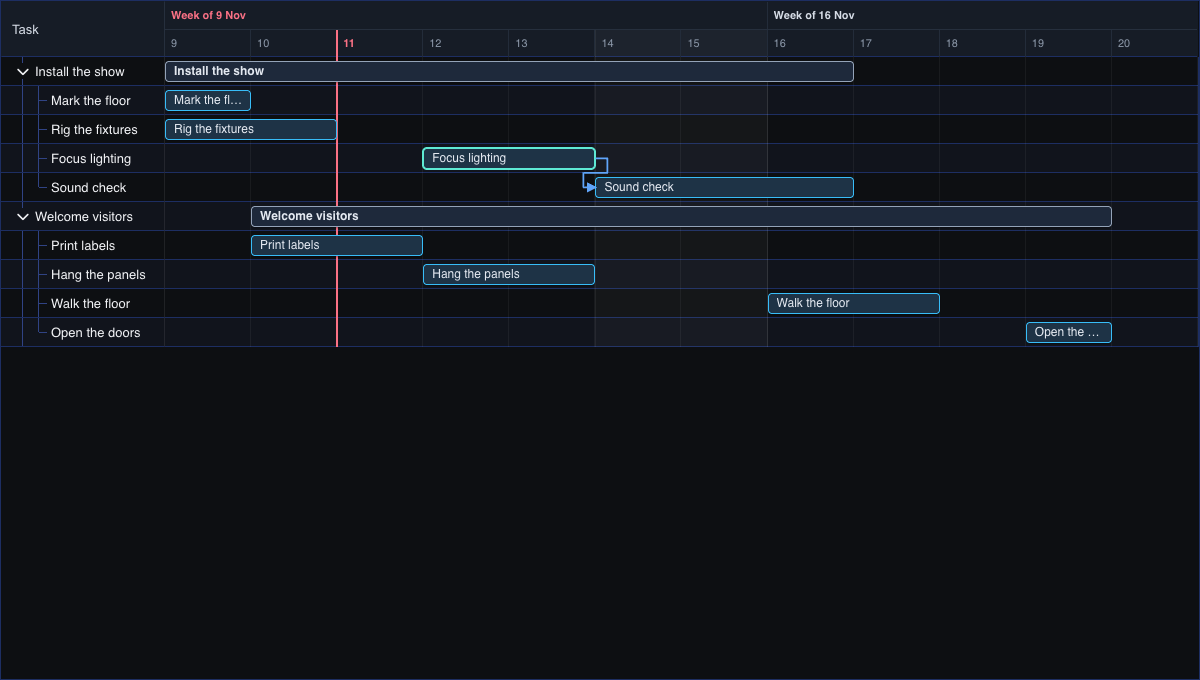 Task
Week of 9 Nov
Week of 16 Nov
9 10 11 12 13 14 15 16 17 18 19 20
Install the show
Install the show
Mark the floor
Mark the fl…
Rig the fixtures
Rig the fixtures
Focus lighting
Focus lighting
Sound check
Sound check
Welcome visitors
Welcome visitors
Print labels
Print labels
Hang the panels
Hang the panels
Walk the floor
Walk the floor
Open the doors
Open the …